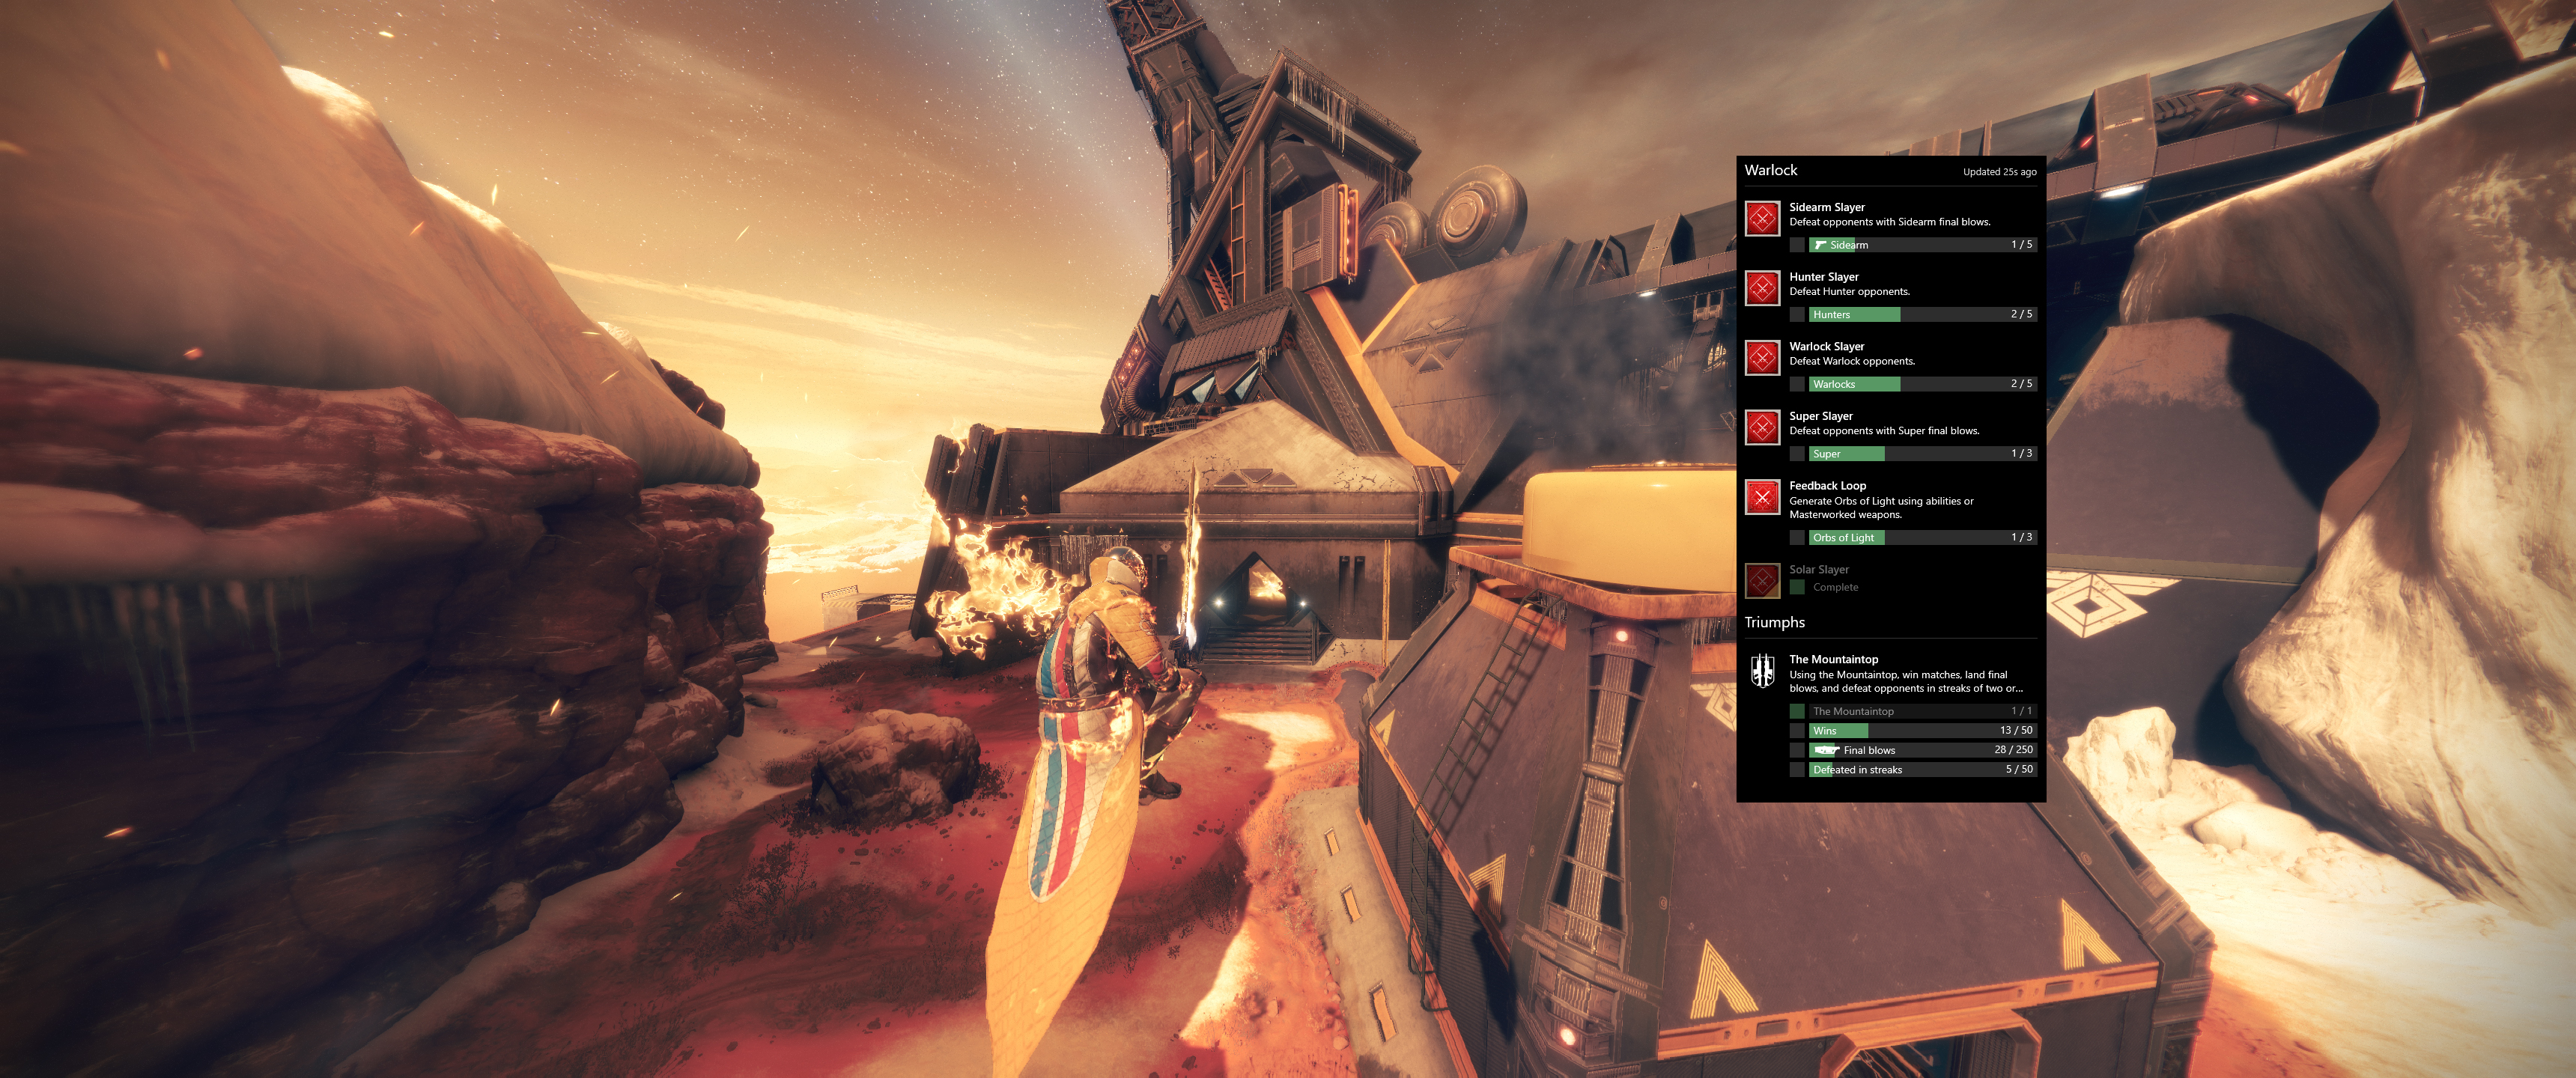 Warlock
Updated 25s ago
Sidearm Slayer
Defeat opponents with Sidearm final blows.
Sidearm 1 / 5
Hunter Slayer
Defeat Hunter opponents.
Hunters 2 / 5
Warlock Slayer
Defeat Warlock opponents.
Warlocks 2 / 5
Super Slayer
Defeat opponents with Super final blows.
Super 1 / 3
Feedback Loop
Generate Orbs of Light using abilities or
Masterworked weapons.
Orbs of Light 1 / 3
Solar Slayer
Complete
Triumphs
The Mountaintop
Using the Mountaintop, win matches, land final
blows, and defeat opponents in streaks of two or...
The Mountaintop 1 / 1
Wins 13 / 50
Final blows 28 / 250
Defeated in streaks 5 / 50